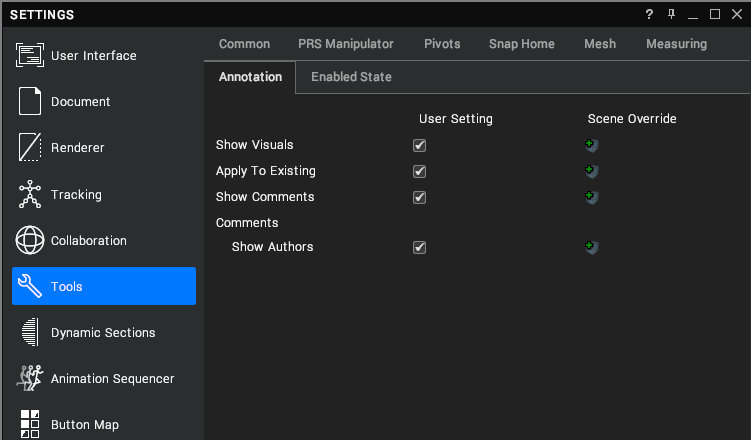 SETTINGS
?
User Interface
Document
Renderer
Tracking
Collaboration
Tools
Dynamic Sections
Animation Sequencer
Button Map
Common PRS Manipulator Pivots Snap Home Mesh Measuring
Annotation Enabled State
User Setting Scene Override
Show Visuals
Apply To Existing
Show Comments
Comments
Show Authors